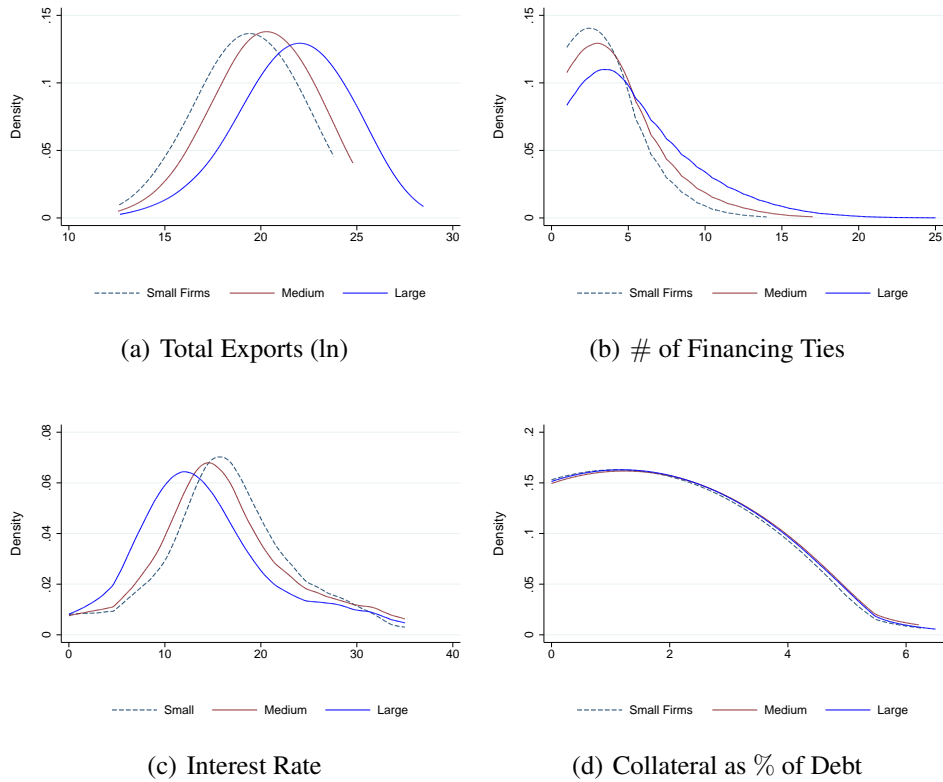 Density
0 .05 .1 .15
10 15 20 25 30
Small Firms Medium Large
(a) Total Exports (ln)
Density
0 .05 .1 .15
0 5 10 15 20 25
Small Firms Medium Large
(b) # of Financing Ties
Density
0 .02 .04 .06 .08
0 10 20 30 40
Small Medium Large
(c) Interest Rate
Density
0 .05 .1 .15 .2
0 2 4 6
Small Firms Medium Large
(d) Collateral as % of Debt